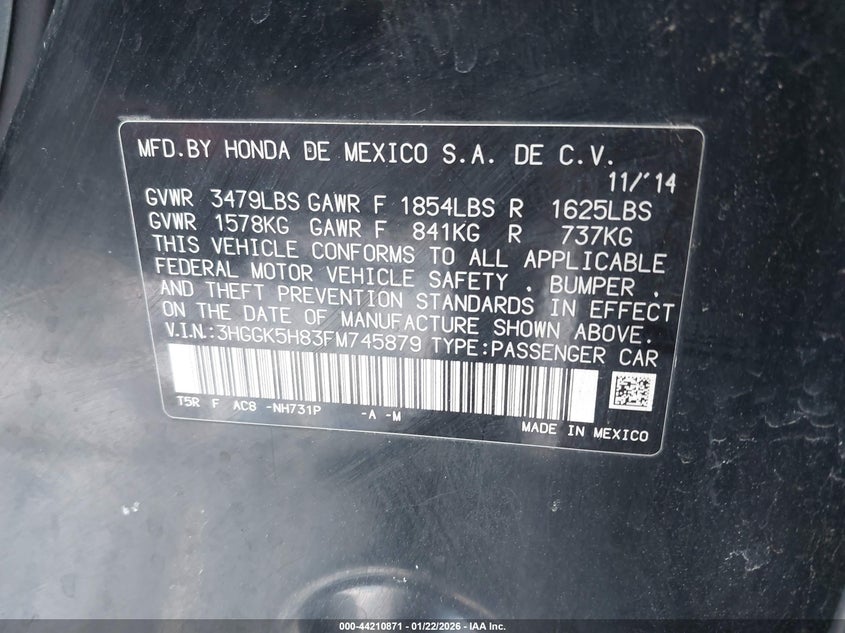 MFD.BY HONDA DE MEXICO S.A. DE C.V.
11/'14
GVWR 3479LBS GAWR F 1854LBS R 1625LBS
GVWR 1578KG GAWR F 841KG R 737KG
THIS VEHICLE CONFORMS TO ALL APPLICABLE
FEDERAL MOTOR VEHICLE SAFETY , BUMPER ,
AND THEFT PREVENTION STANDARDS IN EFFECT
ON THE DATE OF MANUFACTURE SHOWN ABOVE.
V.I.N.:3HGGK5H83FM745879 TYPE:PASSENGER CAR
T5R F AC8 -NH731P -A -M
MADE IN MEXICO
000-44210871 - 01/22/2026 - IAA Inc.